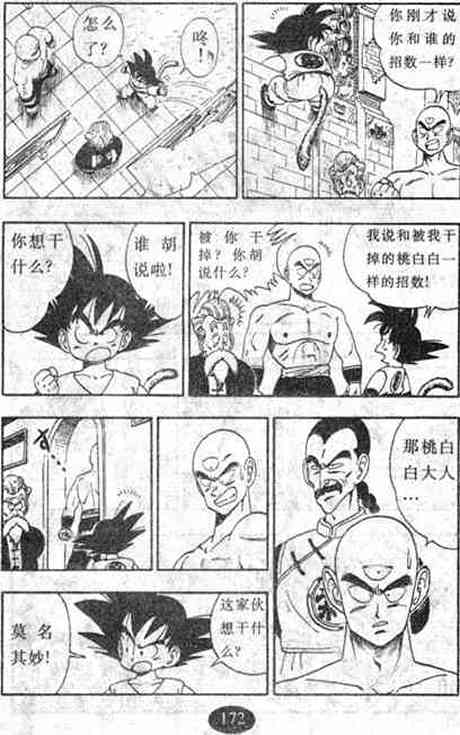 你刚才说
你和谁的
招数一样?
咚!
怎么
了?
我说和被我干
掉的桃白白一
样的招数!
被你干
掉?你胡
说什么?
谁胡
说啦!
你想干
什么?
那桃白
白大人
…
这家伙
想干什
么?
莫名
其妙!
172